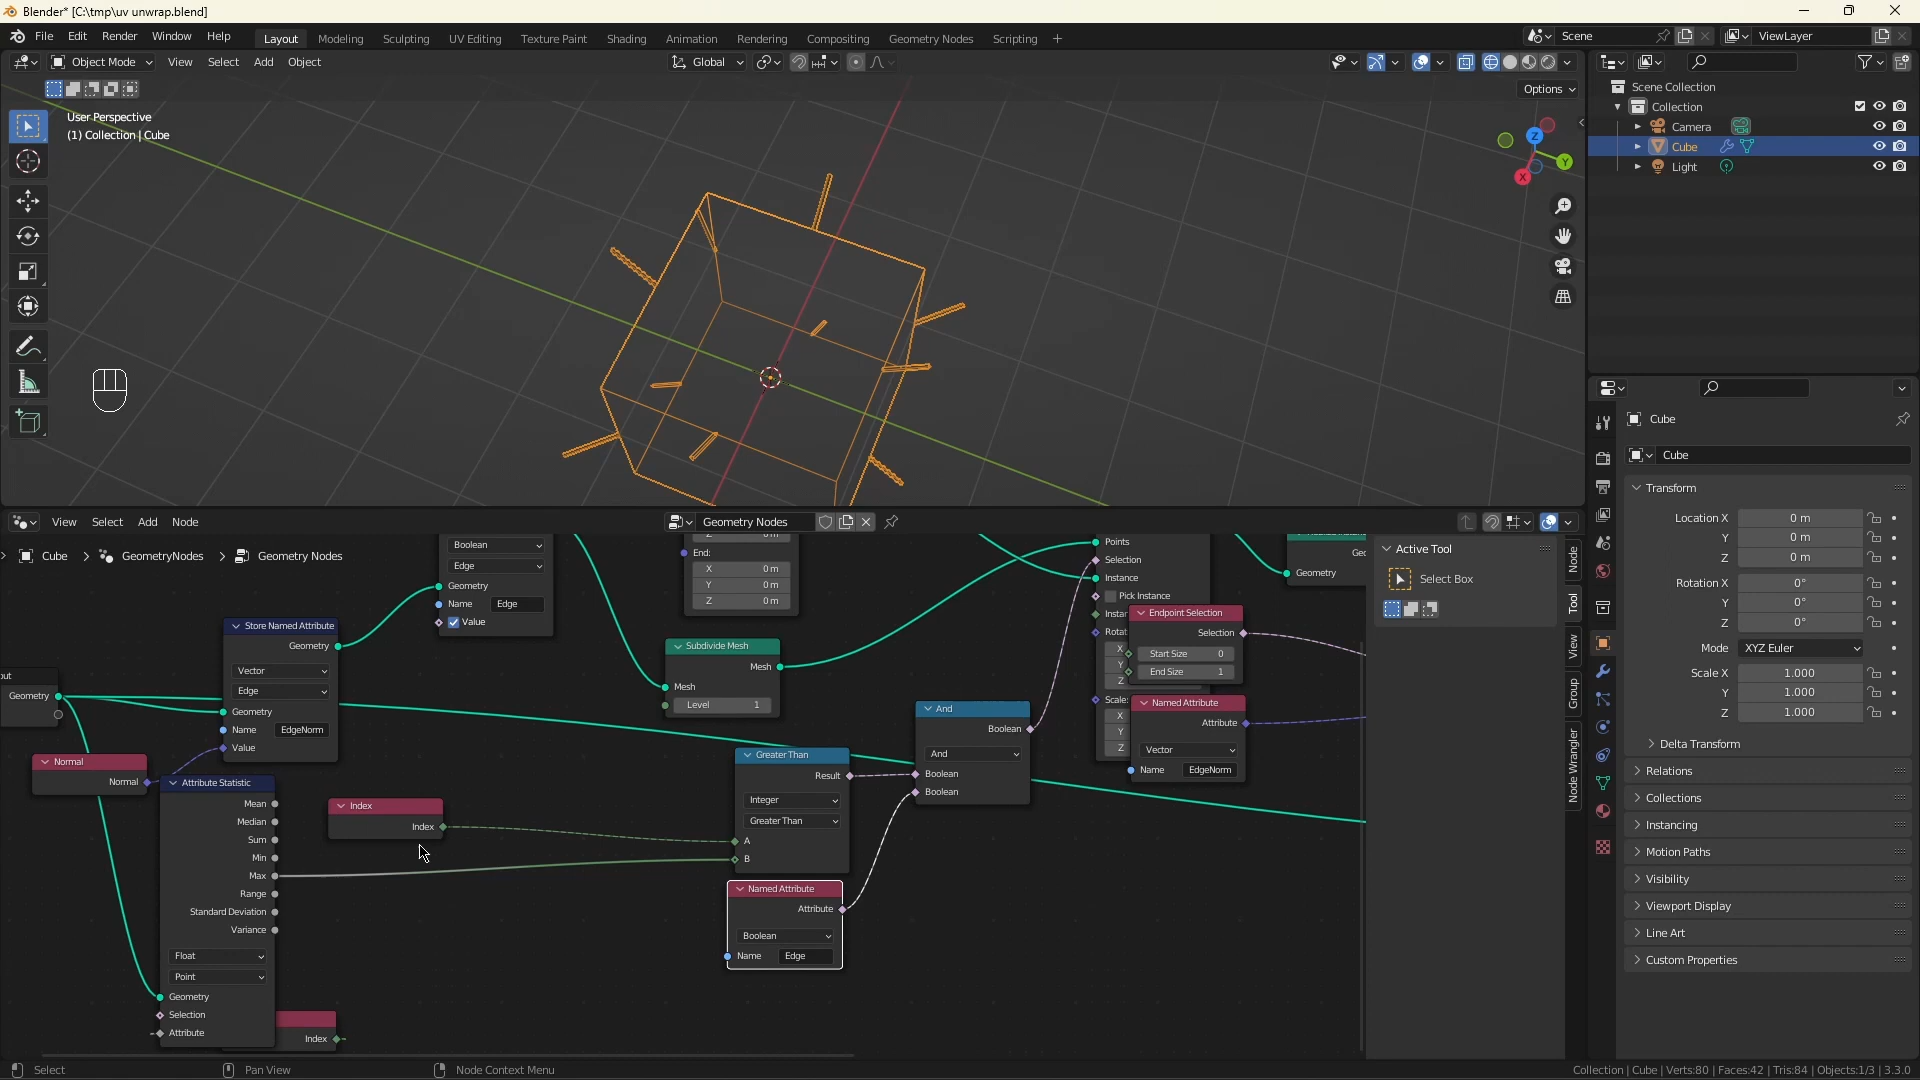 Blender* [C:\tmp\uv unwrap.blend]
File Edit Render Window Help
Layout Modeling Sculpting UV Editing Texture Paint Shading Animation Rendering Compositing Geometry Nodes Scripting
Scene
ViewLayer
Object Mode View Select Add Object
Global
Options
User Perspective
(1) Collection | Cube
Z
Y
X
Scene Collection
Collection
Camera
Cube
Light
Cube
Cube
Transform
Location X 0 m
Y 0 m
Z 0 m
Rotation X 0°
Y 0°
Z 0°
Mode XYZ Euler
Scale X 1.000
Y 1.000
Z 1.000
Delta Transform
Relations
Collections
Instancing
Motion Paths
Visibility
Viewport Display
Line Art
Custom Properties
View Select Add Node
Geometry Nodes
Cube > GeometryNodes > Geometry Nodes
Active Tool
Select Box
Node
Tool
View
Group
Node Wrangler
Boolean
Edge
Geometry
Name Edge
Value
End:
X 0 m
Y 0 m
Z 0 m
Store Named Attribute
Geometry
Vector
Edge
Geometry
Name EdgeNorm
Value
Subdivide Mesh
Mesh
Mesh
Level 1
Points
Selection
Instance
Pick Instance
Instar
Rotat
X
Y
Z
Scale:
X
Y
Z
Geometry
Endpoint Selection
Selection
Start Size 0
End Size 1
Named Attribute
Attribute
Vector
Name EdgeNorm
And
Boolean
And
Boolean
Boolean
Greater Than
Result
Integer
Greater Than
A
B
Named Attribute
Attribute
Boolean
Name Edge
put
Geometry
Normal
Normal
Attribute Statistic
Mean
Median
Sum
Min
Max
Range
Standard Deviation
Variance
Float
Point
Geometry
Selection
Attribute
Index
Index
Index
Select
Pan View
Node Context Menu
Collection | Cube | Verts:80 | Faces:42 | Tris:84 | Objects:1/3 | 3.3.0